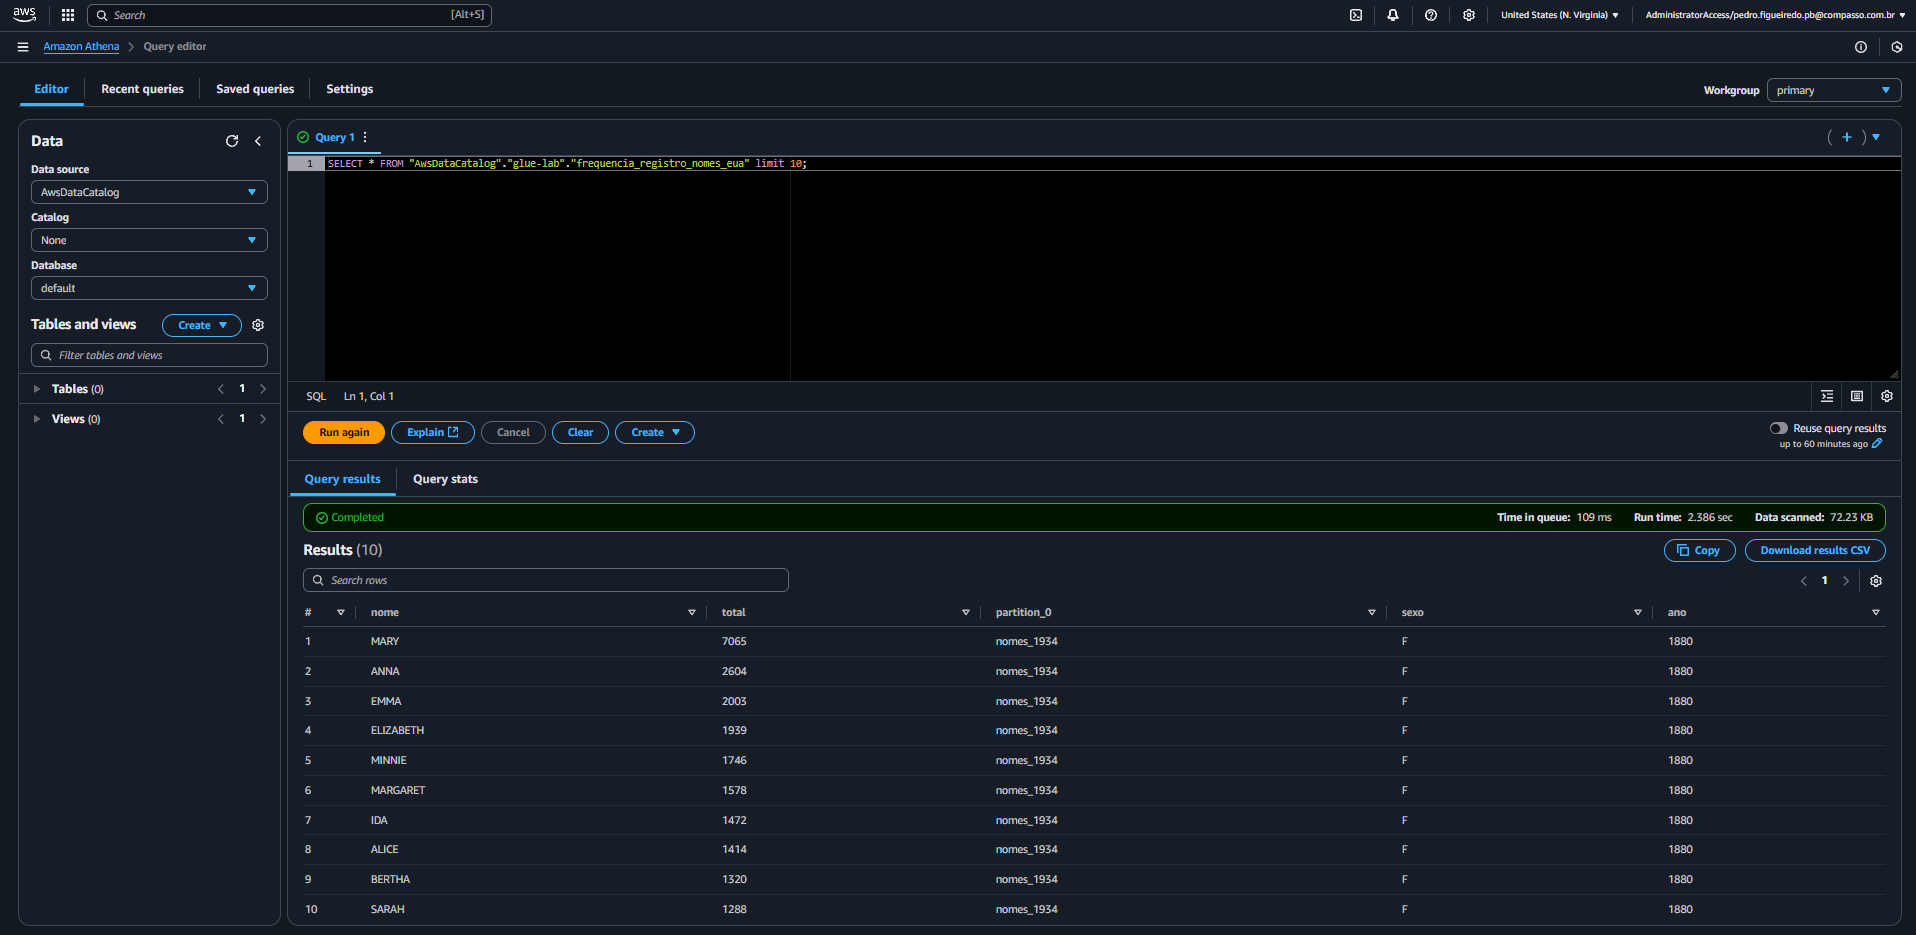 aws
Search [Alt+S]
United States (N. Virginia) AdministratorAccess/pedro.figueiredo.pb@compasso.com.br
Amazon Athena Query editor
Editor Recent queries Saved queries Settings
Workgroup primary
Data
Data source
AwsDataCatalog
Catalog
None
Database
default
Tables and views Create
Filter tables and views
Tables (0) 1
Views (0) 1
Query 1
1 SELECT * FROM "AwsDataCatalog"."glue-lab"."frequencia_registro_nomes_eua" limit 10;
SQL Ln 1, Col 1
Run again Explain Cancel Clear Create
Reuse query results
up to 60 minutes ago
Query results Query stats
Completed Time in queue: 109 ms Run time: 2.386 sec Data scanned: 72.23 KB
Results (10) Copy Download results CSV
Search rows 1
# nome total partition_0 sexo ano
1 MARY 7065 nomes_1934 F 1880
2 ANNA 2604 nomes_1934 F 1880
3 EMMA 2003 nomes_1934 F 1880
4 ELIZABETH 1939 nomes_1934 F 1880
5 MINNIE 1746 nomes_1934 F 1880
6 MARGARET 1578 nomes_1934 F 1880
7 IDA 1472 nomes_1934 F 1880
8 ALICE 1414 nomes_1934 F 1880
9 BERTHA 1320 nomes_1934 F 1880
10 SARAH 1288 nomes_1934 F 1880